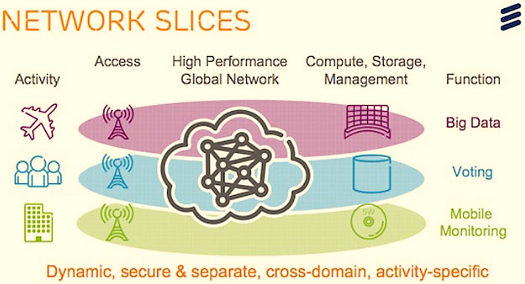 NETWORK SLICES
Activity
Access
High Performance
Global Network
Compute, Storage,
Management
Function
Big Data
Voting
SW
Mobile
Monitoring
Dynamic, secure & separate, cross-domain, activity-specific